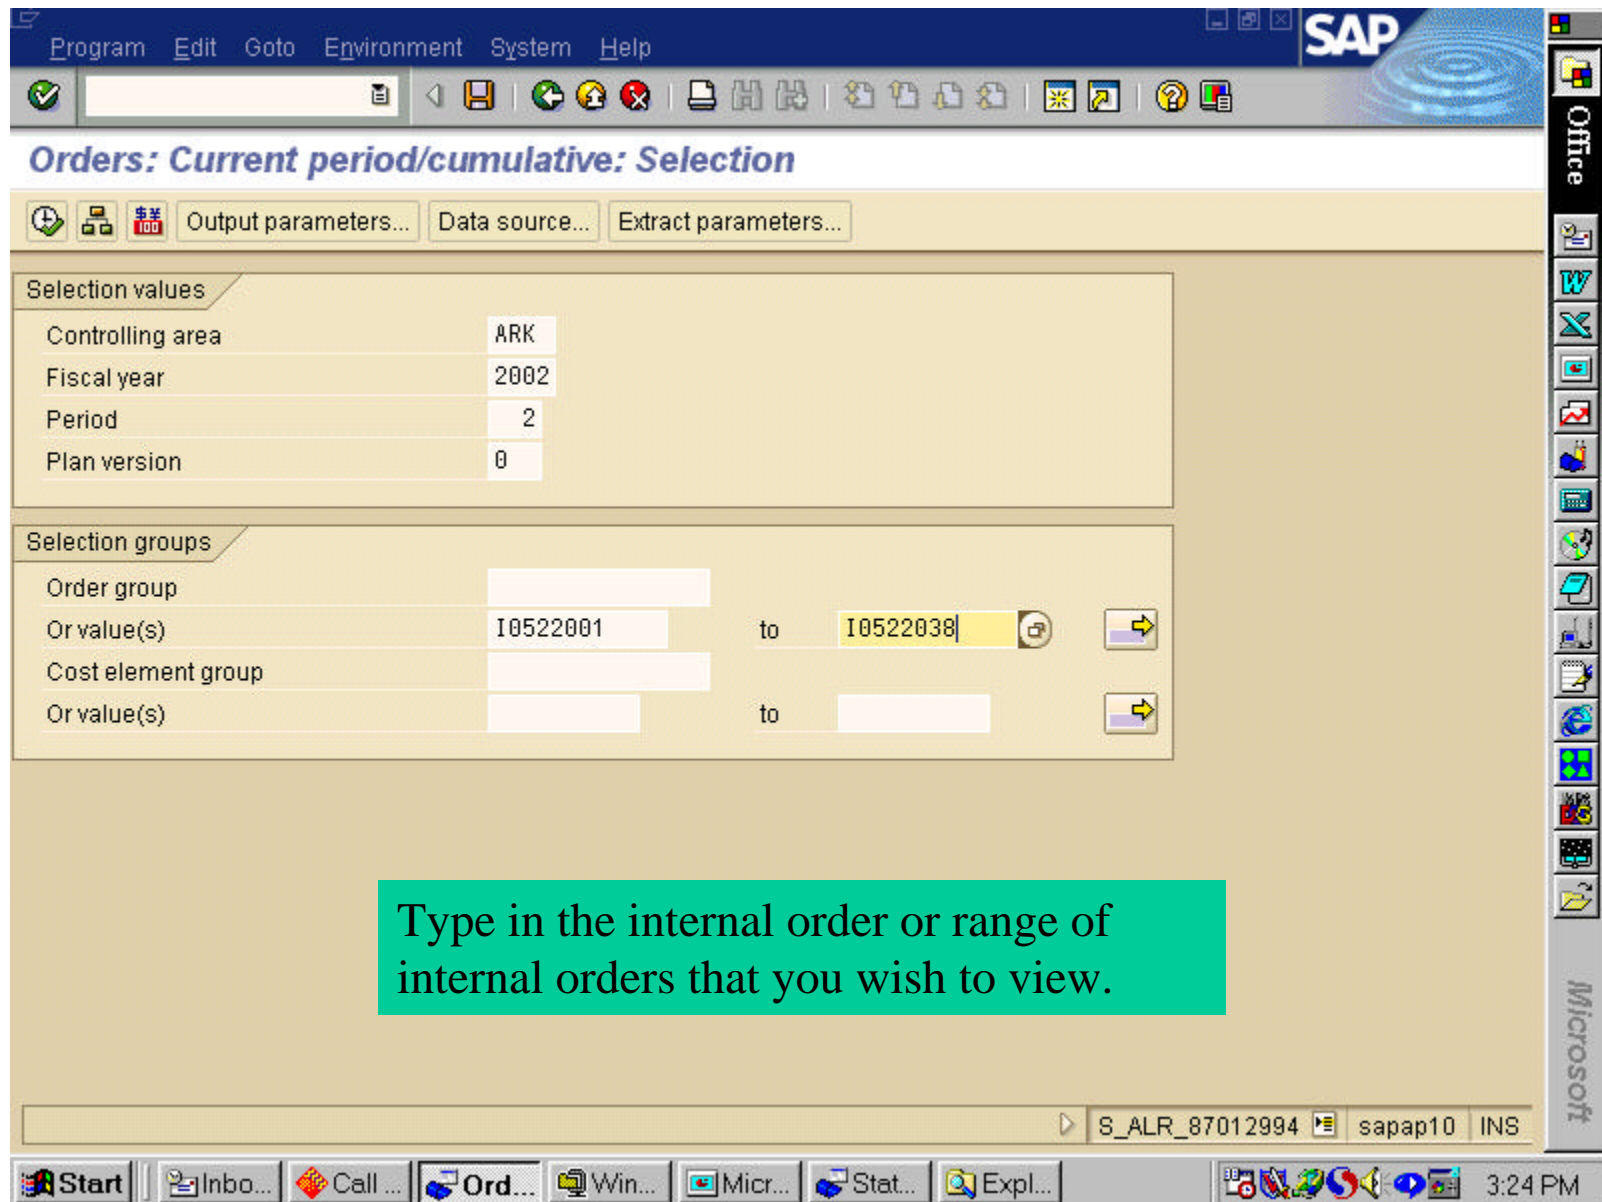 Program Edit Goto Environment System Help
SAP
Orders: Current period/cumulative: Selection
Output parameters... Data source... Extract parameters...
Selection values
Controlling area ARK
Fiscal year 2002
Period 2
Plan version 0
Selection groups
Order group
Or value(s) I0522001 to I0522038
Cost element group
Or value(s) to
Type in the internal order or range of
internal orders that you wish to view.
S_ALR_87012994 sapap10 INS
Start Inbo... Call ... Ord... Win... Micr... Stat... Expl... 3:24 PM
Office
Microsoft